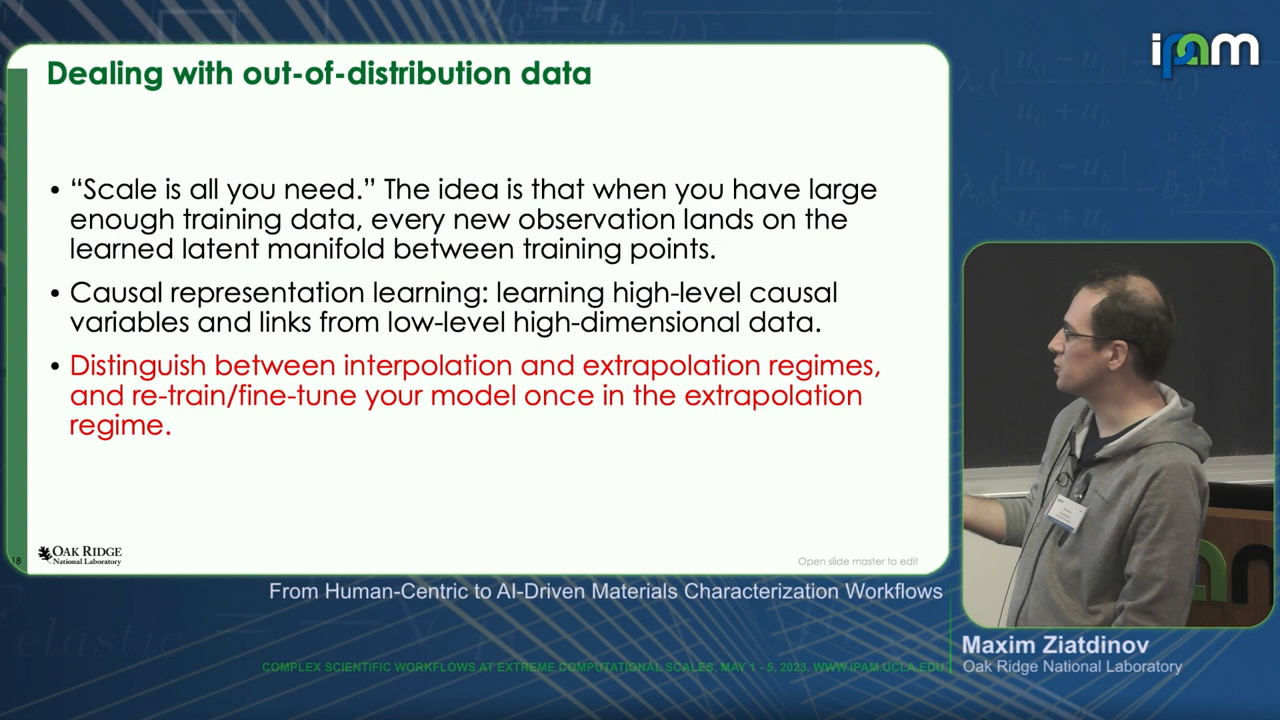 ipam
Dealing with out-of-distribution data
• “Scale is all you need.” The idea is that when you have large
enough training data, every new observation lands on the
learned latent manifold between training points.
• Causal representation learning: learning high-level causal
variables and links from low-level high-dimensional data.
• Distinguish between interpolation and extrapolation regimes,
and re-train/fine-tune your model once in the extrapolation
regime.
18
OAK RIDGE
National Laboratory
Open slide master to edit
From Human-Centric to AI-Driven Materials Characterization Workflows
Maxim Ziatdinov
Oak Ridge National Laboratory
COMPLEX SCIENTIFIC WORKFLOWS AT EXTREME COMPUTATIONAL SCALES, MAY 1 - 5, 2023, WWW.IPAM.UCLA.EDU
elastic